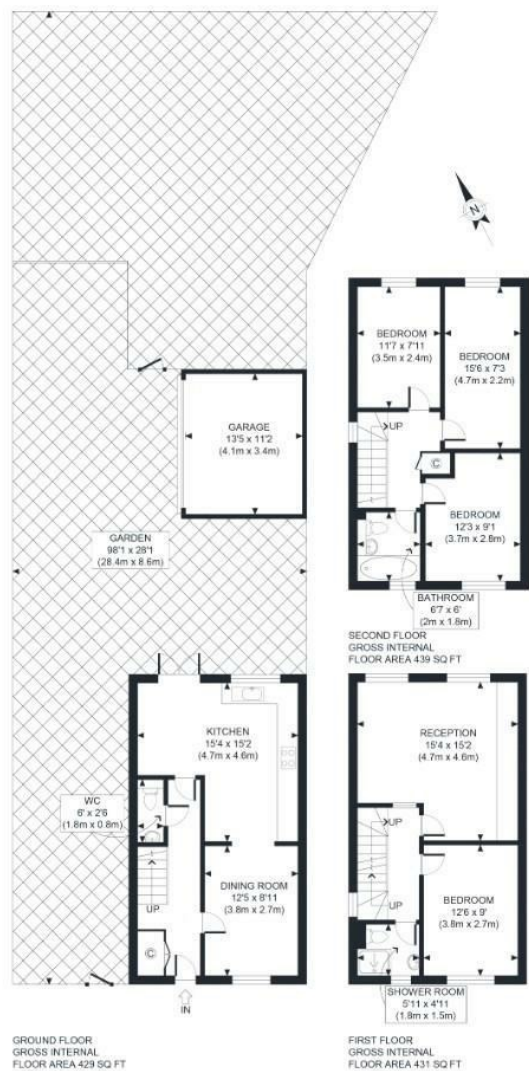 N
BEDROOM
11'7 x 7'11
(3.5m x 2.4m)
BEDROOM
15'6 x 7'3
(4.7m x 2.2m)
UP
C
BEDROOM
12'3 x 9'1
(3.7m x 2.8m)
BATHROOM
6'7 x 6'
(2m x 1.8m)
SECOND FLOOR
GROSS INTERNAL
FLOOR AREA 439 SQ FT
GARAGE
13'5 x 11'2
(4.1m x 3.4m)
GARDEN
98'1 x 28'1
(28.4m x 8.6m)
KITCHEN
15'4 x 15'2
(4.7m x 4.6m)
WC
6' x 2'6
(1.8m x 0.8m)
UP
DINING ROOM
12'5 x 8'11
(3.8m x 2.7m)
C
IN
GROUND FLOOR
GROSS INTERNAL
FLOOR AREA 429 SQ FT
RECEPTION
15'4 x 15'2
(4.7m x 4.6m)
UP
UP
BEDROOM
12'6 x 9'
(3.8m x 2.7m)
SHOWER ROOM
5'11 x 4'11
(1.8m x 1.5m)
FIRST FLOOR
GROSS INTERNAL
FLOOR AREA 431 SQ FT